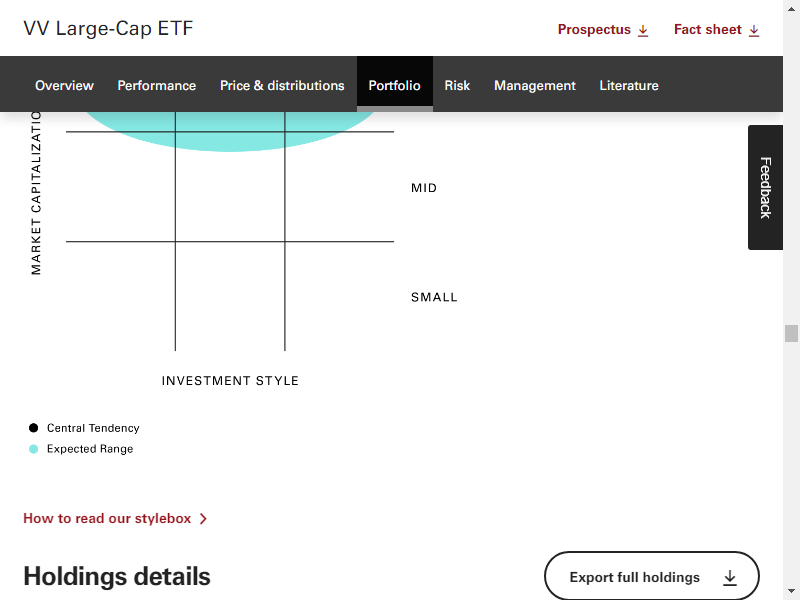 VV Large-Cap ETF
Prospectus
Fact sheet
Overview
Performance
Price & distributions
Portfolio
Risk
Management
Literature
Feedback
MARKET CAPITALIZATIO
MID
SMALL
INVESTMENT STYLE
Central Tendency
Expected Range
How to read our stylebox
Holdings details
Export full holdings